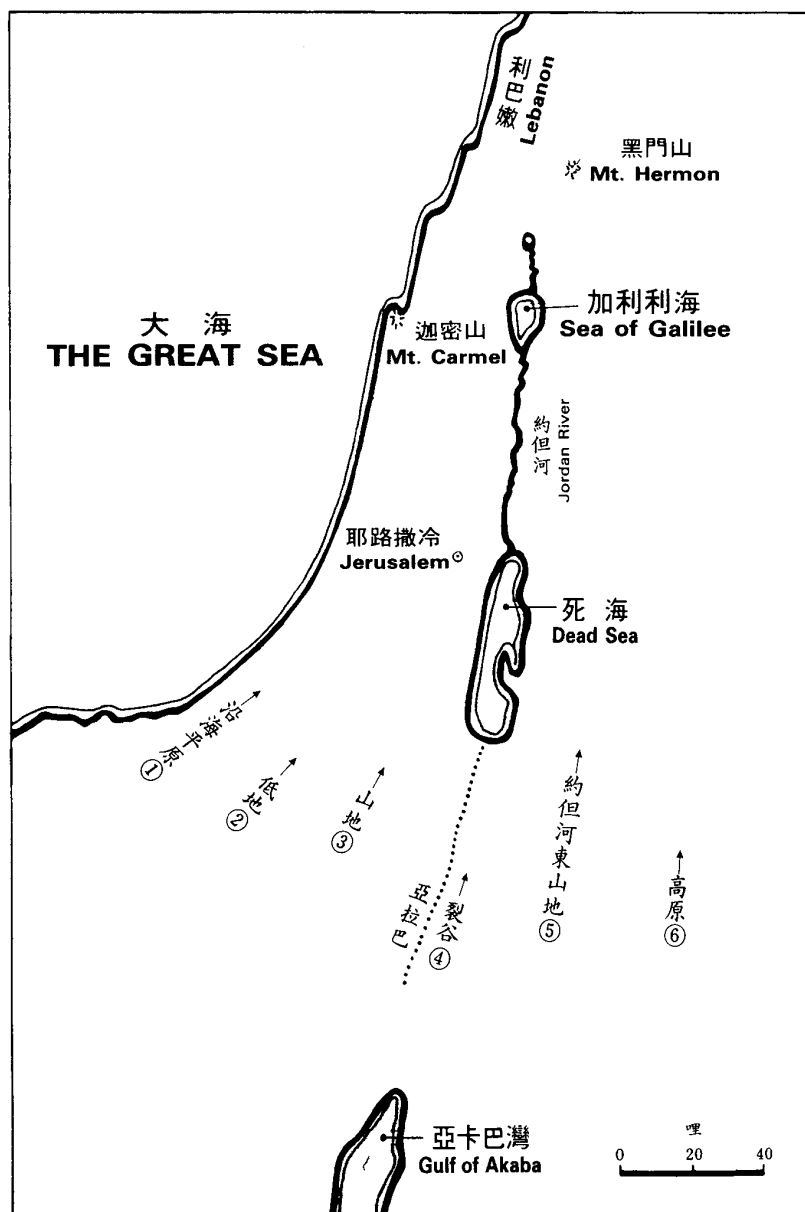 利巴嫩
Lebanon
黑門山
Mt. Hermon
大海
THE GREAT SEA
加利利海
Sea of Galilee
迦密山
Mt. Carmel
約但河
Jordan River
耶路撒冷
Jerusalem
死海
Dead Sea
沿海平原①
低地②
山地③
亞拉巴
裂谷④
約但河東山地⑤
高原⑥
亞卡巴灣
Gulf of Akaba
哩
0 20 40